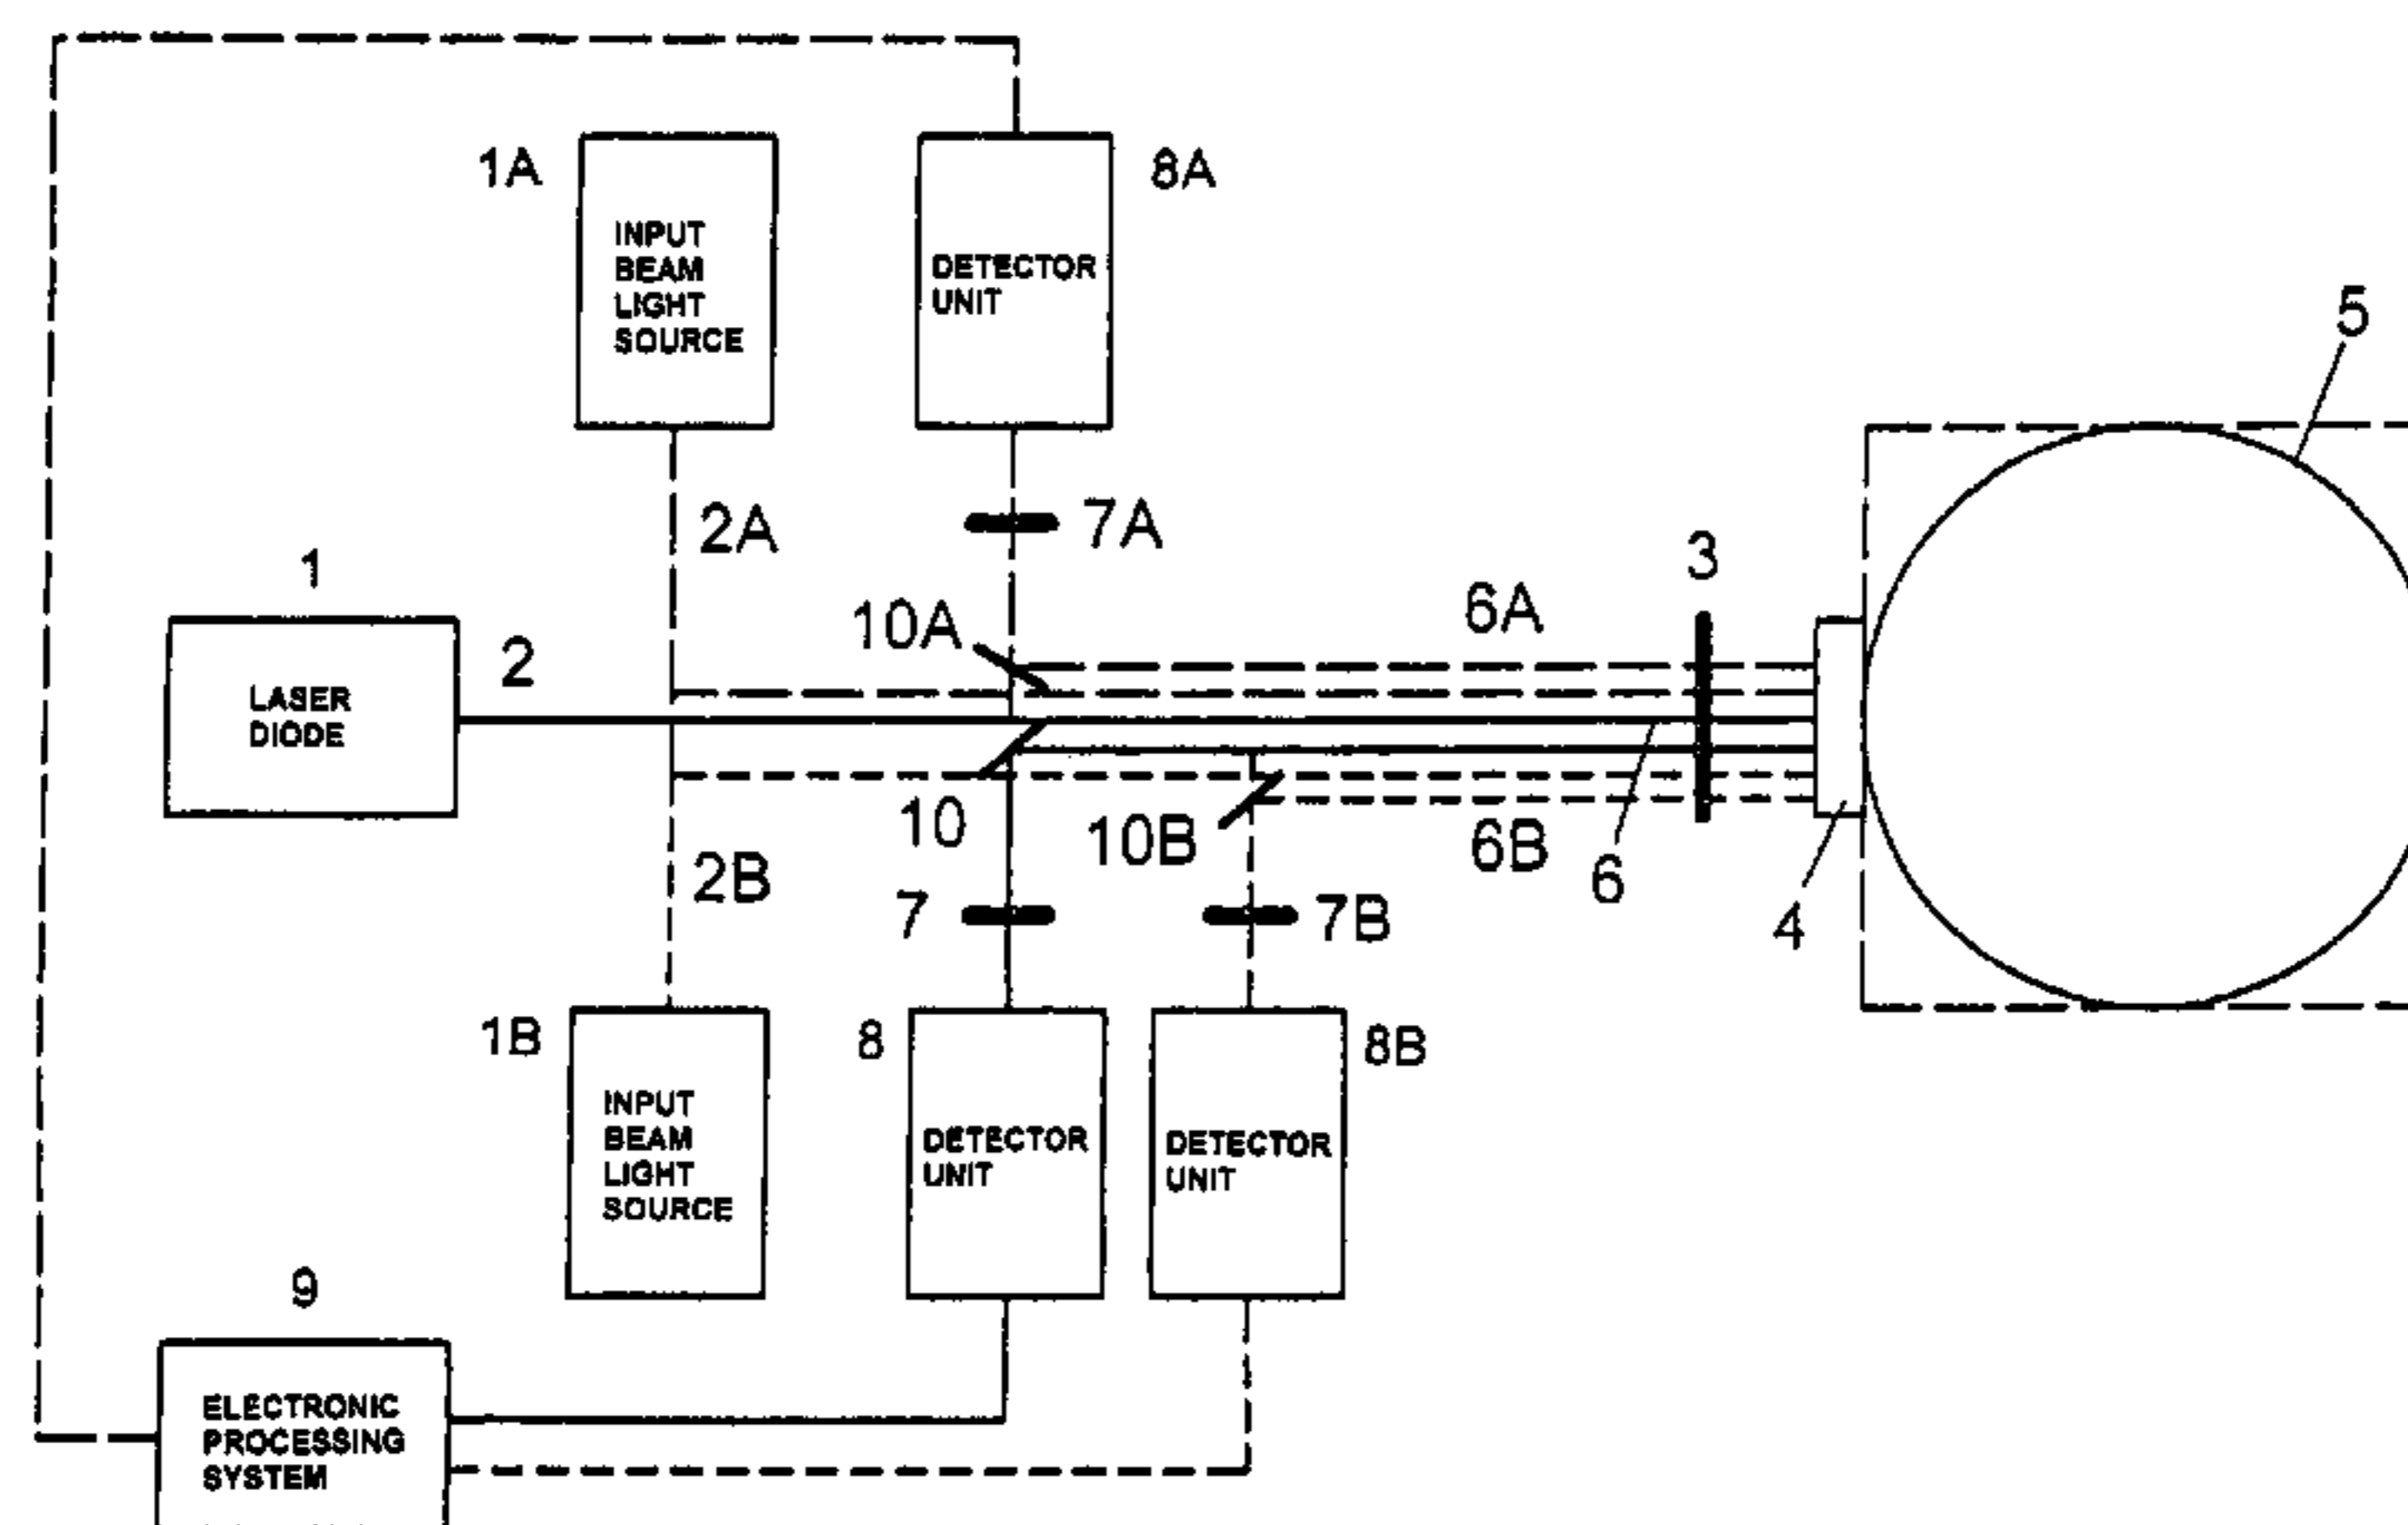 1A
8A
INPUT
BEAM
LIGHT
SOURCE
DETECTOR
UNIT
5
2A
7A
3
1
10A
6A
2
LASER
DIODE
10
10B
6B
6
2B
7
7B
4
1B
8
8B
INPUT
BEAM
LIGHT
SOURCE
DETECTOR
UNIT
DETECTOR
UNIT
9
ELECTRONIC
PROCESSING
SYSTEM